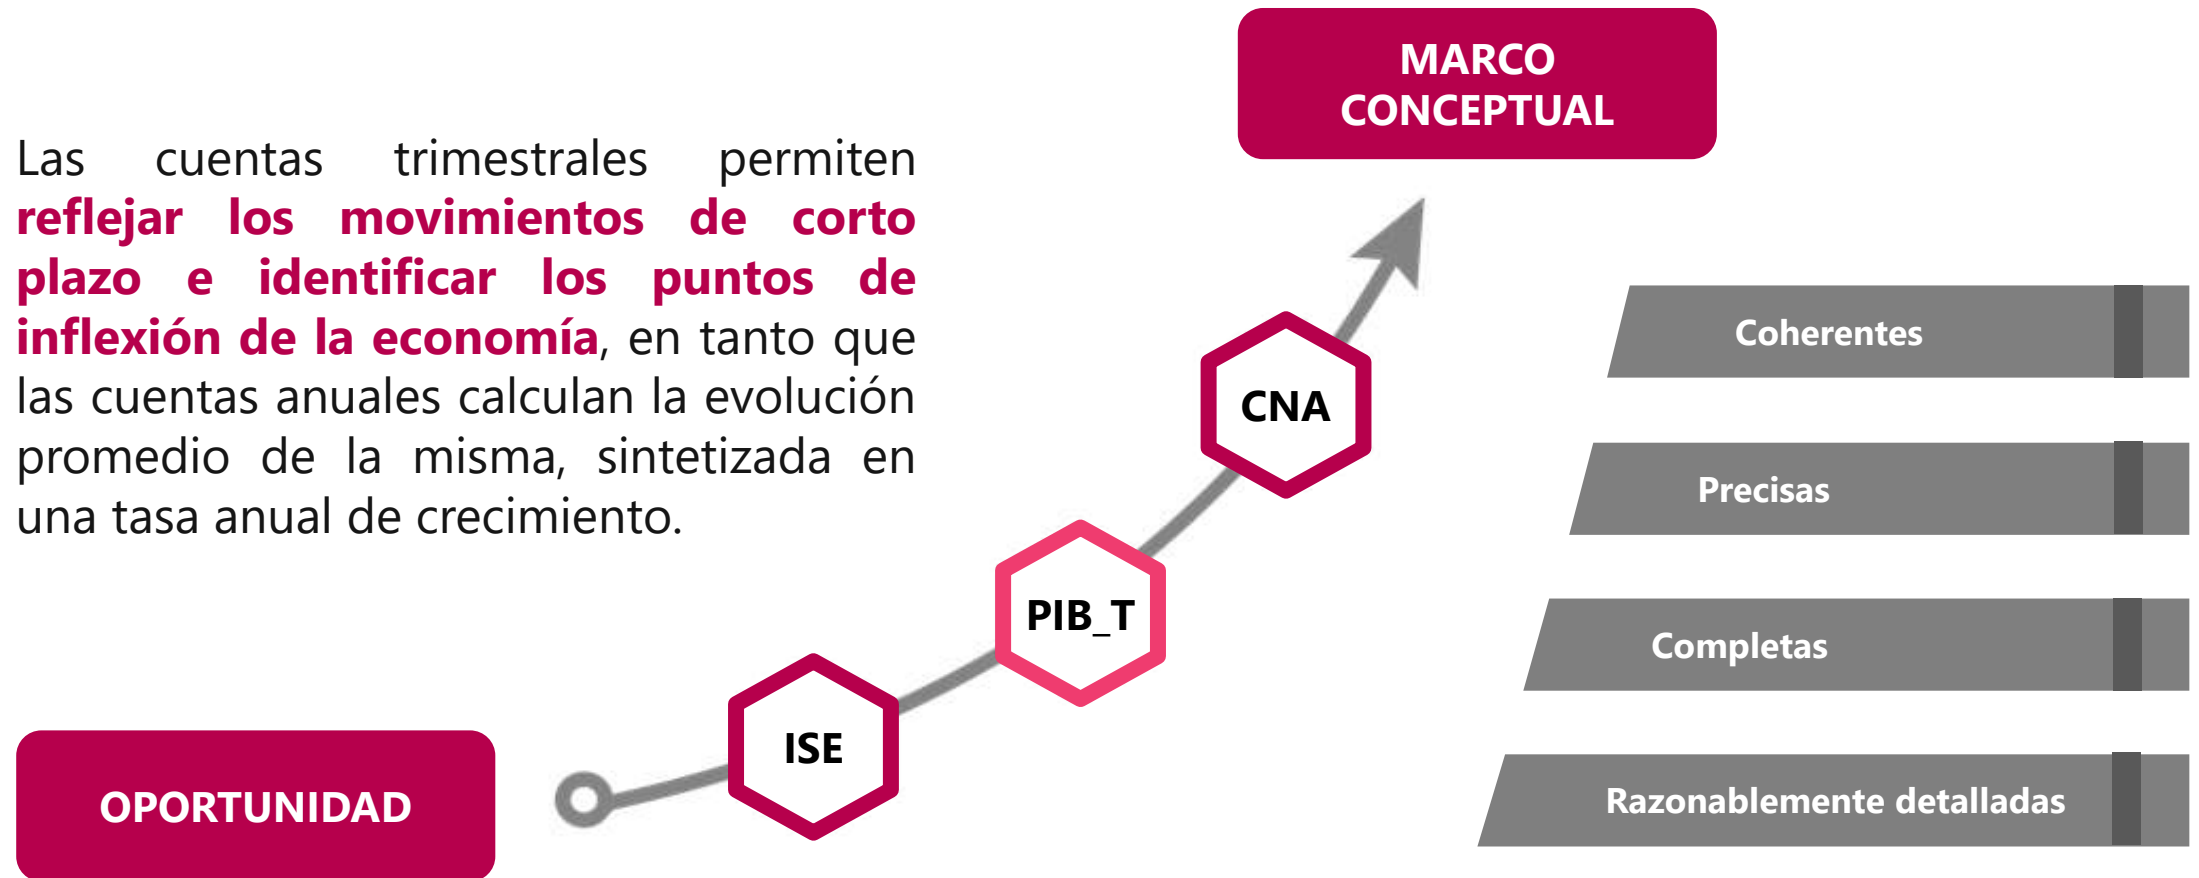 MARCO
CONCEPTUAL
Las cuentas trimestrales permiten
reflejar los movimientos de corto
plazo e identificar los puntos de
inflexión de la economía, en tanto que
las cuentas anuales calculan la evolución
promedio de la misma, sintetizada en
una tasa anual de crecimiento.
CNA
PIB_T
ISE
OPORTUNIDAD
Coherentes
Precisas
Completas
Razonablemente detalladas